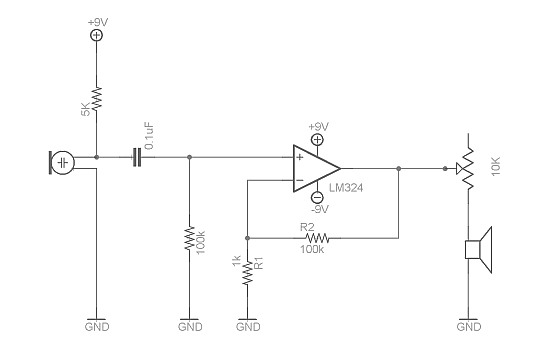 +9V
5K
0.1uF
+9V
+
−
LM324
-9V
10K
100k
R2
100k
1k
R1
GND
GND
GND
GND